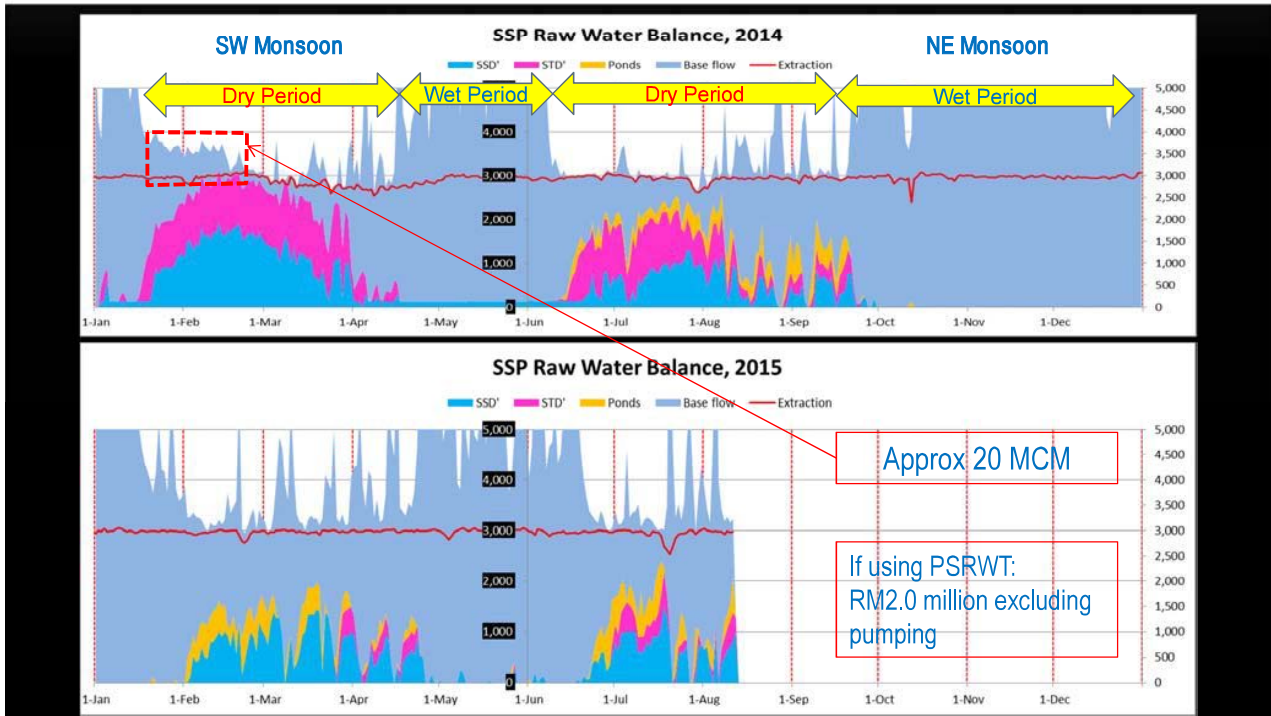 SW Monsoon
SSP Raw Water Balance, 2014
NE Monsoon
SSD' STD' Ponds Base flow Extraction
Dry Period Wet Period Dry Period Wet Period
5,000
4,500
4,000 4,000
3,500
3,000 3,000
2,500
2,000 2,000
1,500
1,000 1,000
500
0 0
1-Jan 1-Feb 1-Mar 1-Apr 1-May 1-Jun 1-Jul 1-Aug 1-Sep 1-Oct 1-Nov 1-Dec
SSP Raw Water Balance, 2015
SSD' STD' Ponds Base flow Extraction
5,000 5,000
4,500
4,000 4,000
3,500
3,000 3,000
2,500
2,000 2,000
1,500
1,000 1,000
500
0 0
1-Jan 1-Feb 1-Mar 1-Apr 1-May 1-Jun 1-Jul 1-Aug 1-Sep 1-Oct 1-Nov 1-Dec
Approx 20 MCM
If using PSRWT:
RM2.0 million excluding
pumping